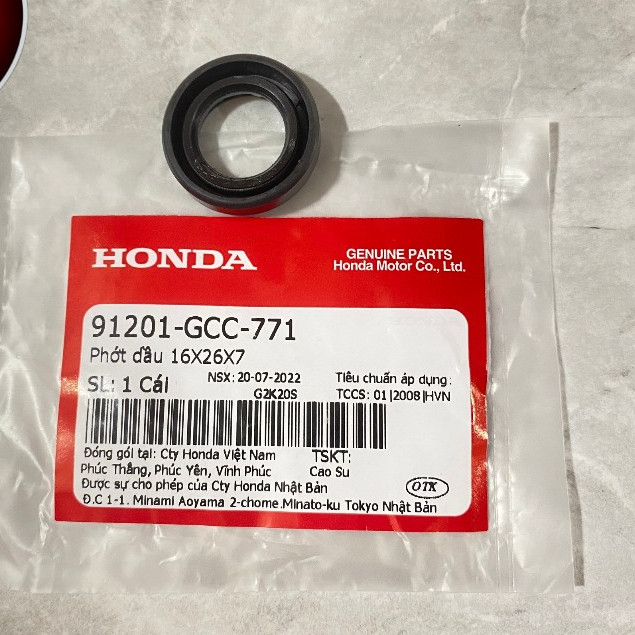 HONDA
GENUINE PARTS
Honda Motor Co., Ltd.
91201-GCC-771
Phớt dầu 16X26X7
SL: 1 Cái
NSX: 20-07-2022
G2K20S
Tiêu chuẩn áp dụng:
TCCS: 01|2008|HVN
Đóng gói tại: Cty Honda Việt Nam
Phúc Thắng, Phúc Yên, Vĩnh Phúc
TSKT:
Cao Su
Được sự cho phép của Cty Honda Nhật Bản
Đ.C 1-1. Minami Aoyama 2-chome.Minato-ku Tokyo Nhật Bản
OTK